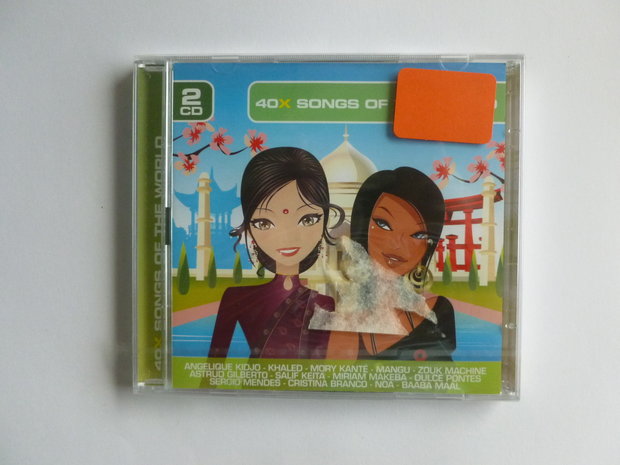 2
CD
40X SONGS OF
40X SONGS OF THE WORLD
ANGELIQUE KIDJO - KHALED - MORY KANTE - MANGU - ZOUK MACHINE
ASTRUD GILBERTO - SALIF KEITA - MIRIAM MAKEBA - DULCE PONTES
SERGIO MENDES - CRISTINA BRANCO - NOA - BAABA MAAL